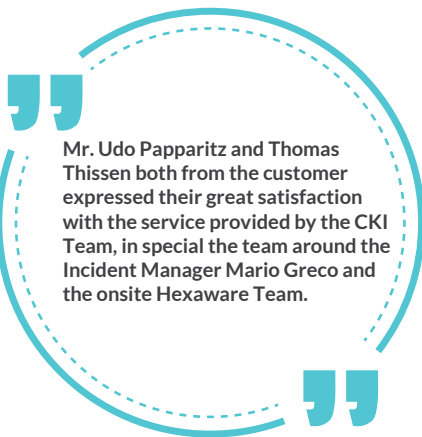 Mr. Udo Papparitz and Thomas
Thissen both from the customer
expressed their great satisfaction
with the service provided by the CKI
Team, in special the team around the
Incident Manager Mario Greco and
the onsite Hexaware Team.